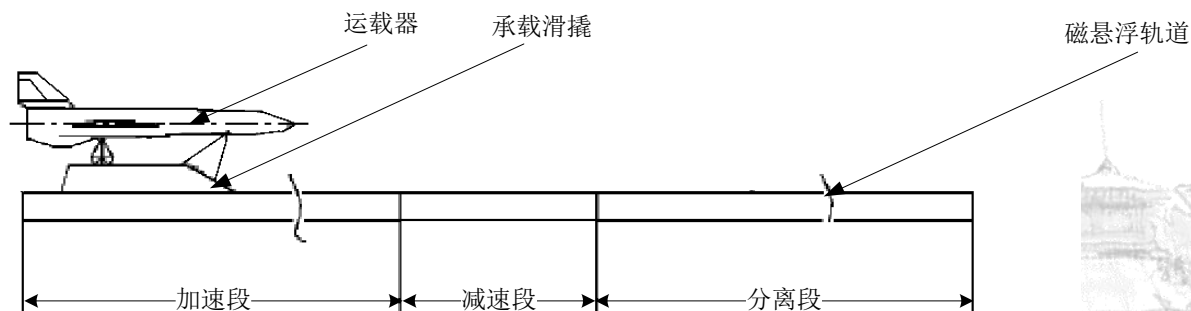 运载器
承载滑撬
磁悬浮轨道
加速段
减速段
分离段